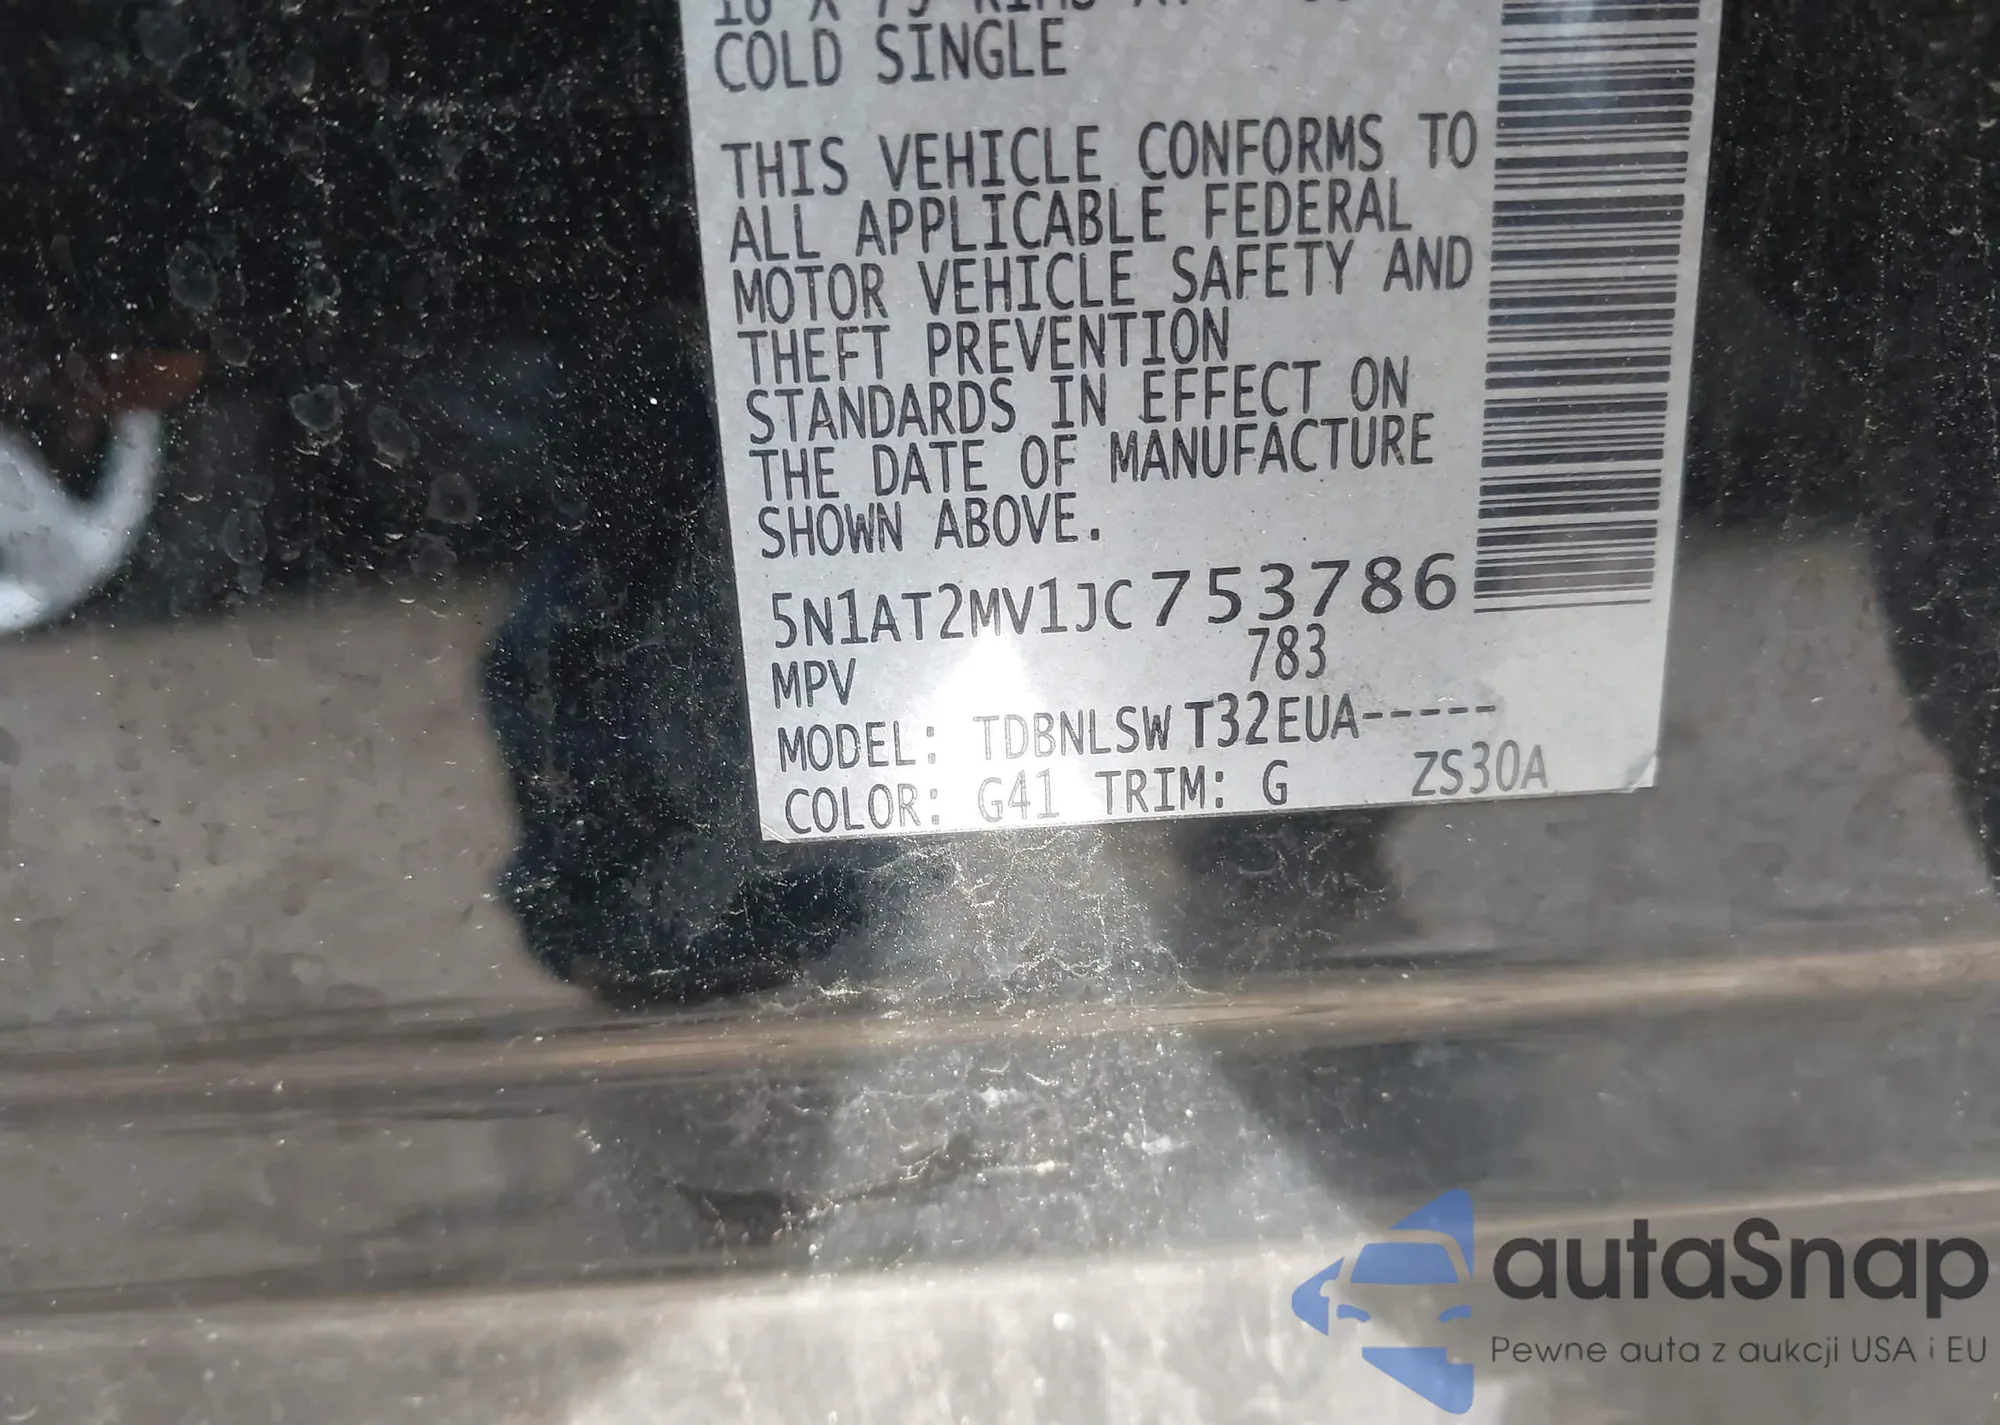 COLD SINGLE
THIS VEHICLE CONFORMS TO
ALL APPLICABLE FEDERAL
MOTOR VEHICLE SAFETY AND
THEFT PREVENTION
STANDARDS IN EFFECT ON
THE DATE OF MANUFACTURE
SHOWN ABOVE.
5N1AT2MV1JC753786
MPV 783
MODEL: TDBNLSW T32EUA-----
COLOR: G41 TRIM: G ZS30A
autaSnap
Pewne auta z aukcji USA i EU